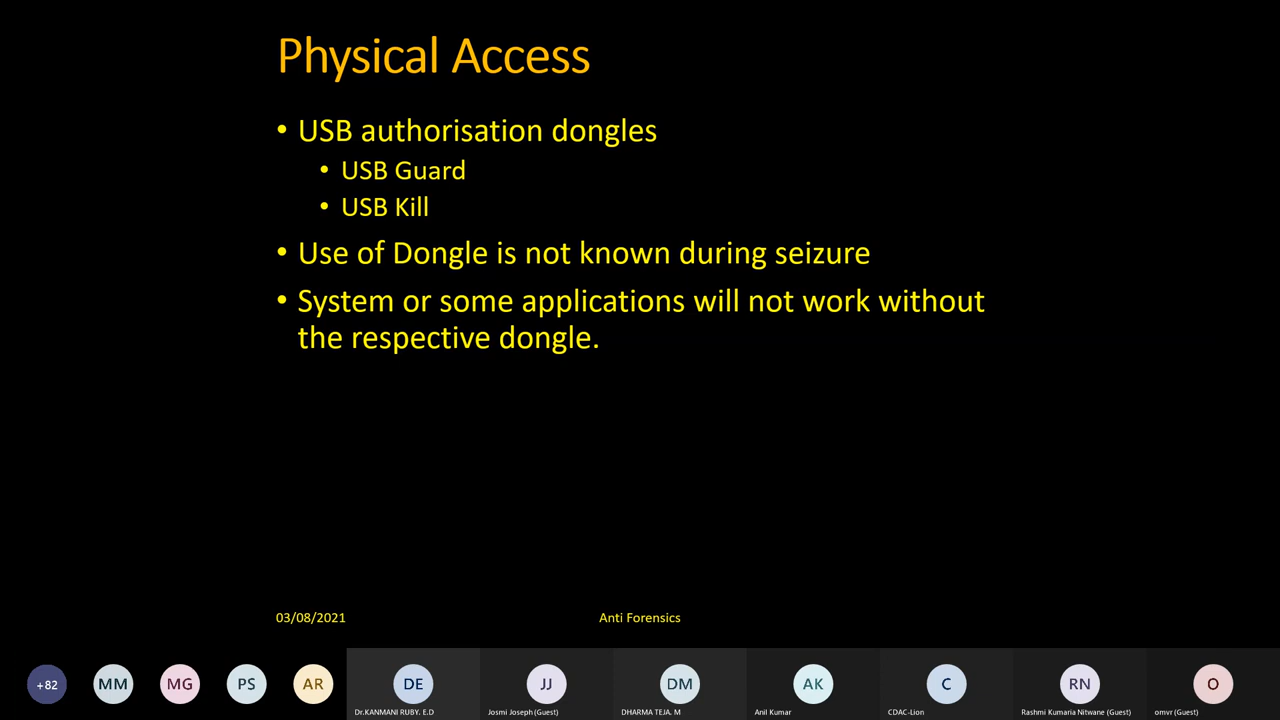 Physical Access
• USB authorisation dongles
• USB Guard
• USB Kill
• Use of Dongle is not known during seizure
• System or some applications will not work without
the respective dongle.
03/08/2021
Anti Forensics
+82
MM
MG
PS
AR
DE
JJ
DM
AK
C
RN
O
Dr.KANMANI RUBY. E.D
Josmi Joseph (Guest)
DHARMA TEJA. M
Anil Kumar
CDAC-Lion
Rashmi Kumaria Nitwane (Guest)
omvr (Guest)